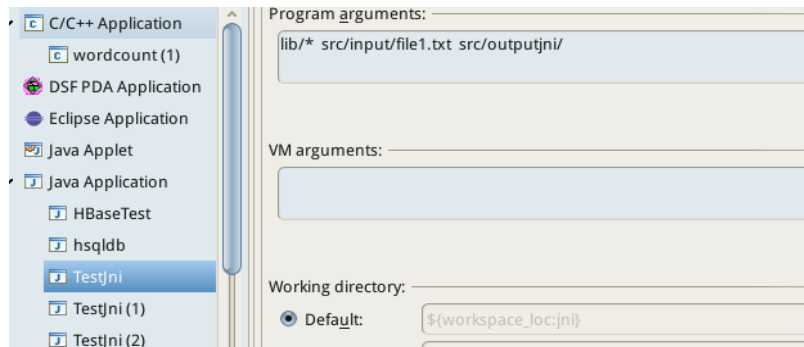 C/C++ Application
wordcount (1)
DSF PDA Application
Eclipse Application
Java Applet
Java Application
HBaseTest
hsqldb
TestJni
TestJni (1)
TestJni (2)
Program arguments:
lib/* src/input/file1.txt src/outputjni/
VM arguments:
Working directory:
Default:
${workspace_loc:jni}